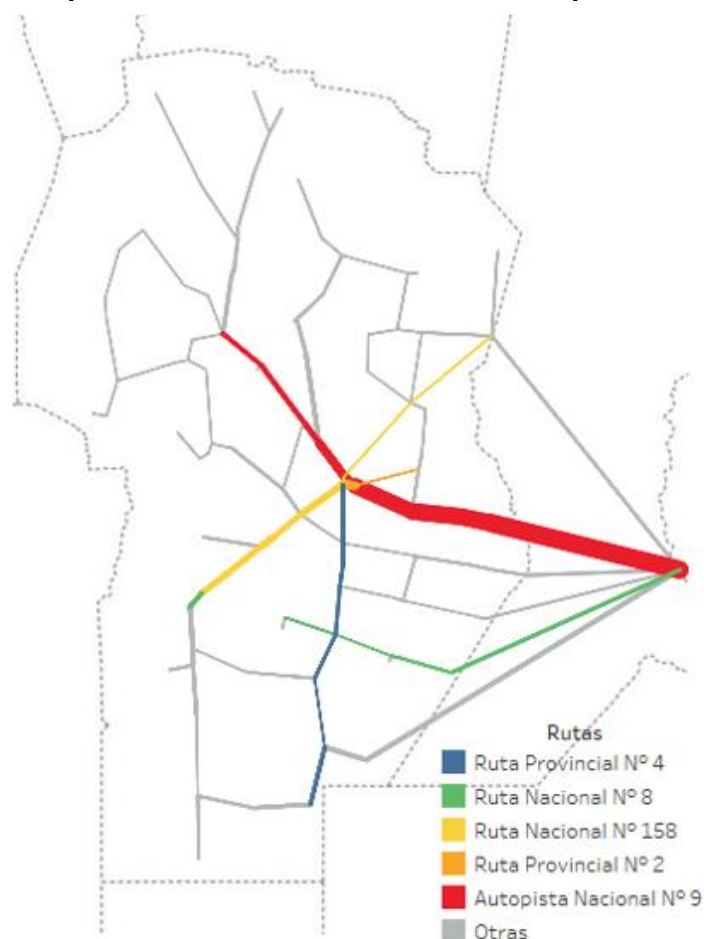 Rutas
Ruta Provincial Nº 4
Ruta Nacional Nº 8
Ruta Nacional Nº 158
Ruta Provincial Nº 2
Autopista Nacional Nº 9
Otras